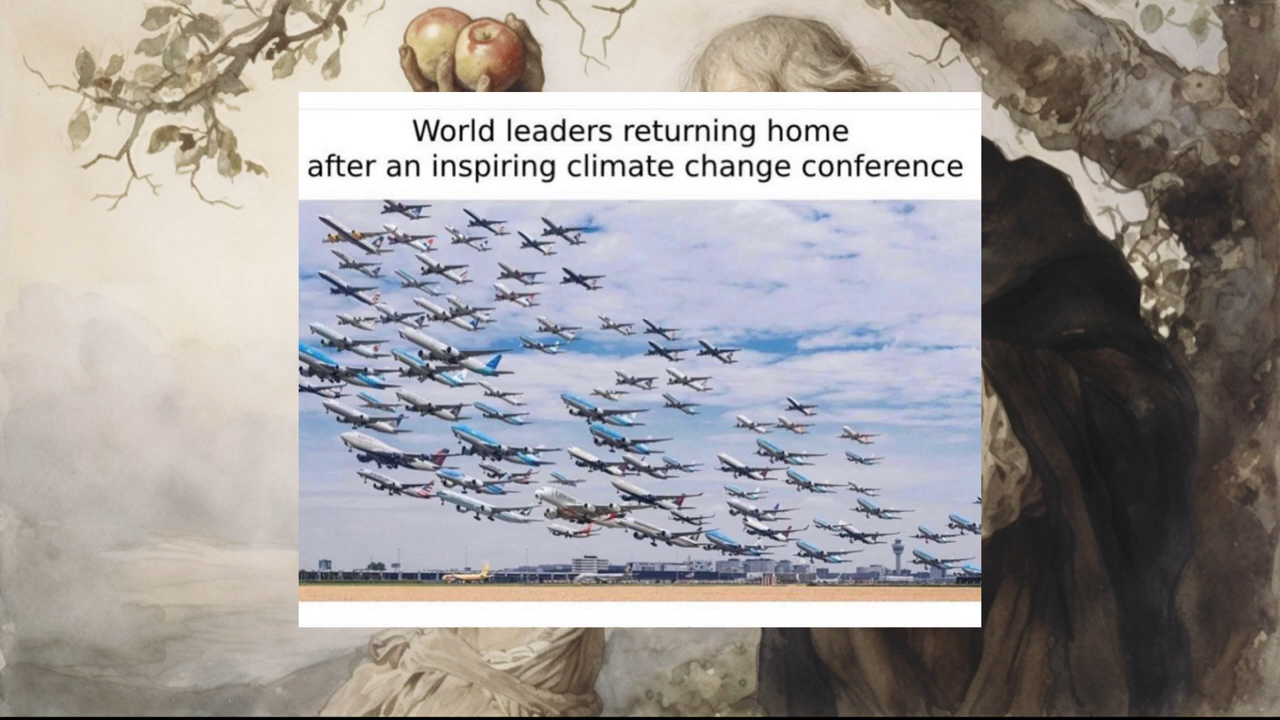 World leaders returning home
after an inspiring climate change conference